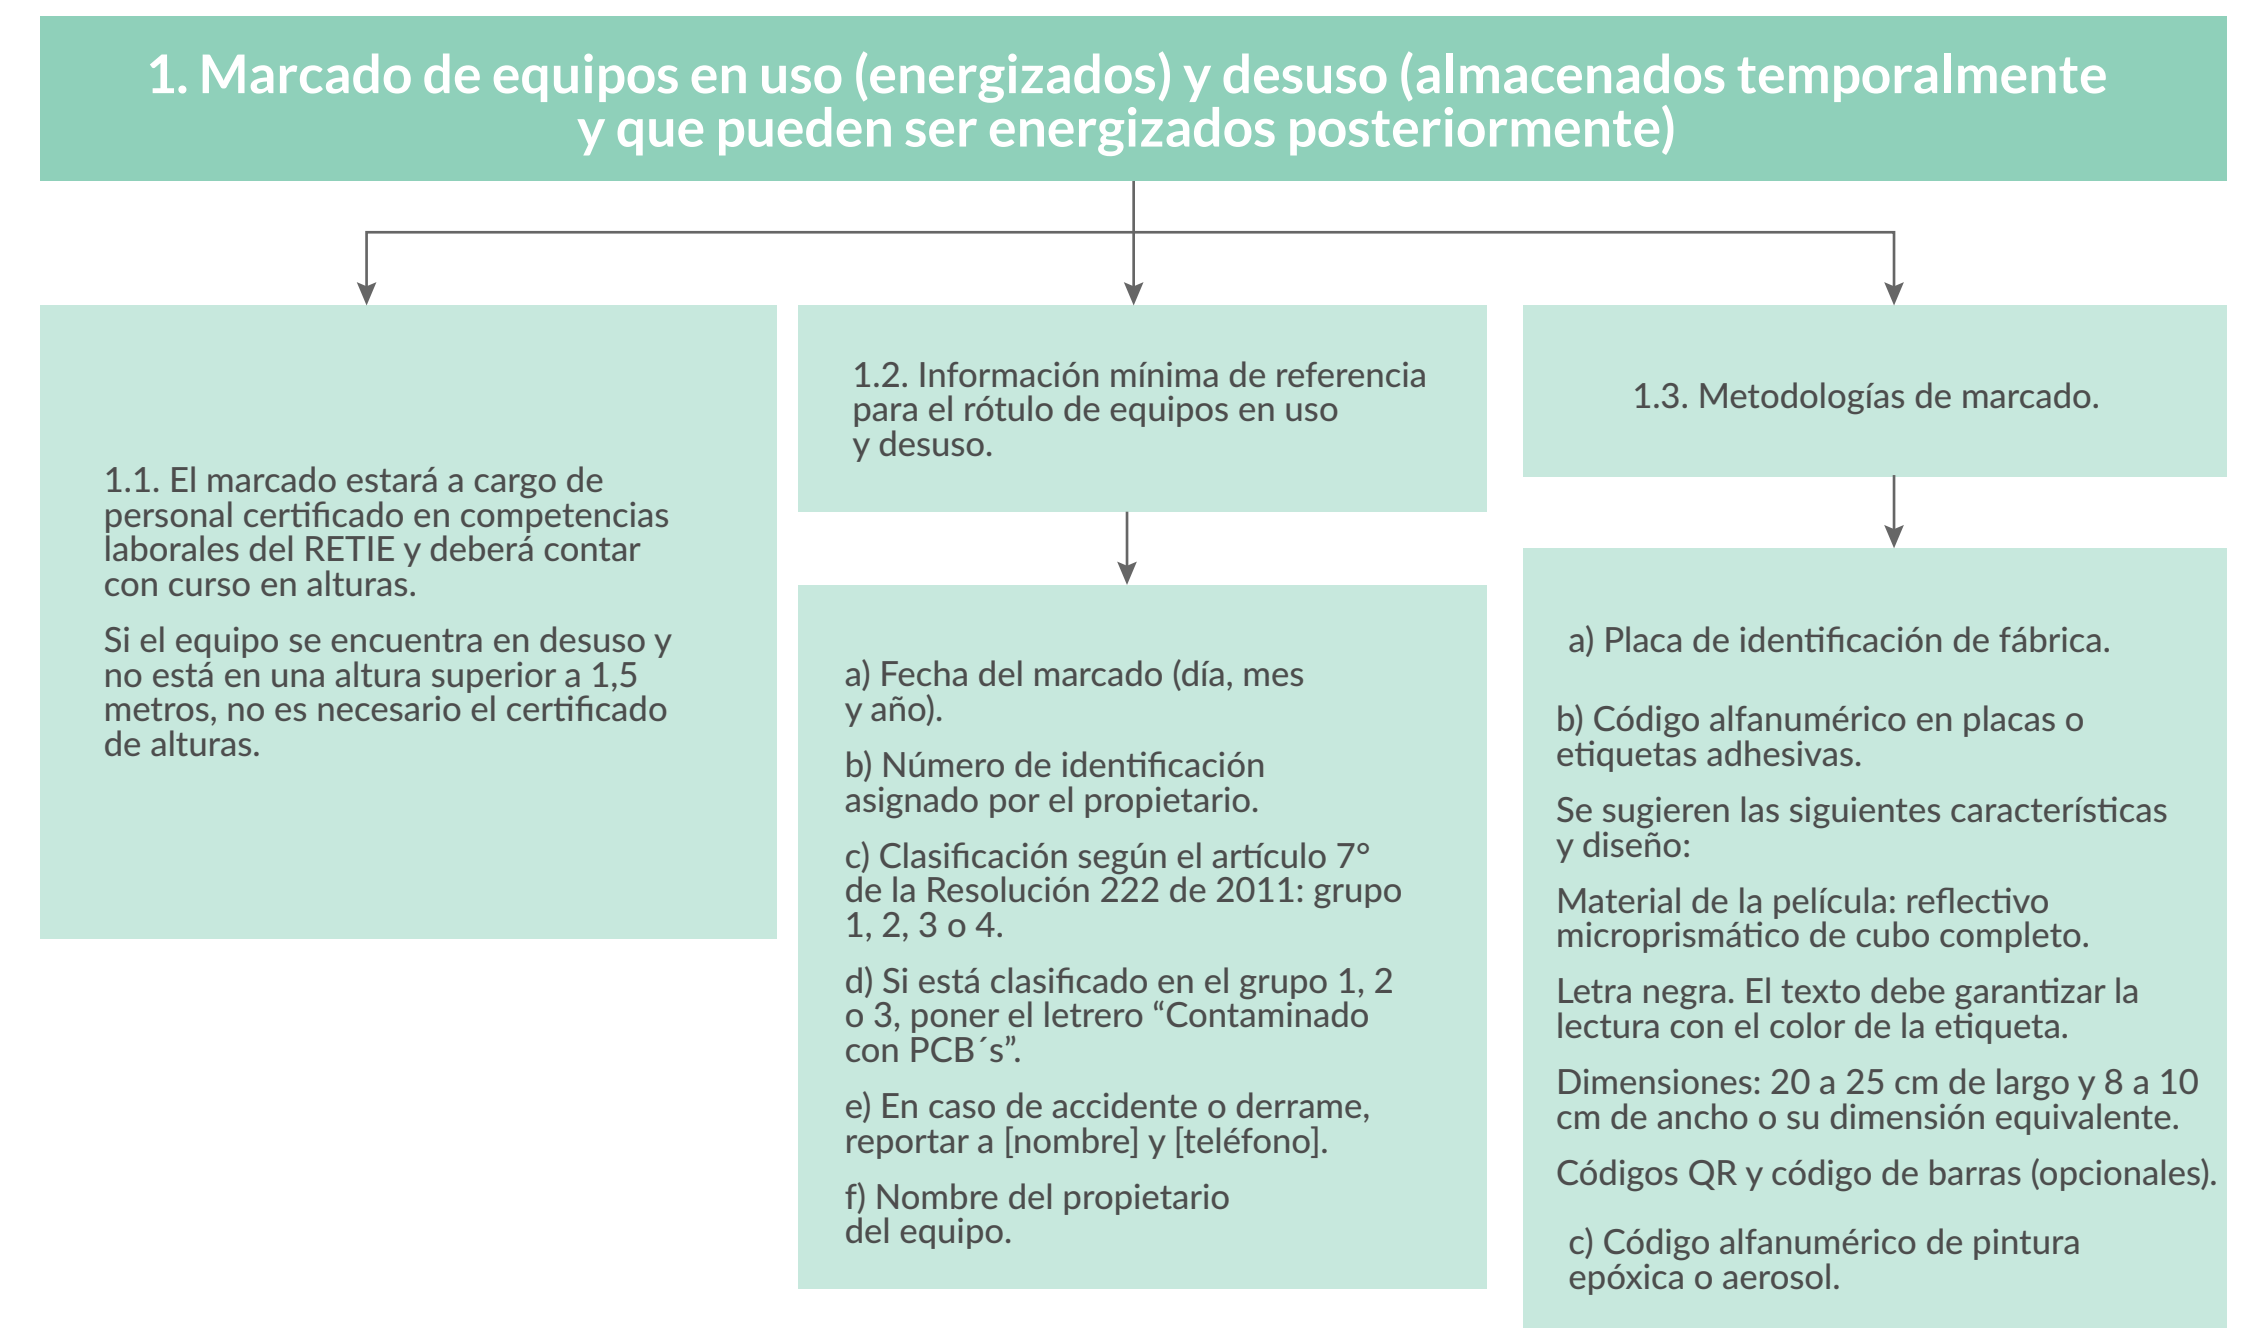 1. Marcado de equipos en uso (energizados) y desuso (almacenados temporalmente
y que pueden ser energizados posteriormente)
1.1. El marcado estará a cargo de
personal certificado en competencias
laborales del RETIE y deberá contar
con curso en alturas.
Si el equipo se encuentra en desuso y
no está en una altura superior a 1,5
metros, no es necesario el certificado
de alturas.
1.2. Información mínima de referencia
para el rótulo de equipos en uso
y desuso.
a) Fecha del marcado (día, mes
y año).
b) Número de identificación
asignado por el propietario.
c) Clasificación según el artículo 7°
de la Resolución 222 de 2011: grupo
1, 2, 3 o 4.
d) Si está clasificado en el grupo 1, 2
o 3, poner el letrero “Contaminado
con PCB´s”.
e) En caso de accidente o derrame,
reportar a [nombre] y [teléfono].
f) Nombre del propietario
del equipo.
1.3. Metodologías de marcado.
a) Placa de identificación de fábrica.
b) Código alfanumérico en placas o
etiquetas adhesivas.
Se sugieren las siguientes características
y diseño:
Material de la película: reflectivo
microprismático de cubo completo.
Letra negra. El texto debe garantizar la
lectura con el color de la etiqueta.
Dimensiones: 20 a 25 cm de largo y 8 a 10
cm de ancho o su dimensión equivalente.
Códigos QR y código de barras (opcionales).
c) Código alfanumérico de pintura
epóxica o aerosol.